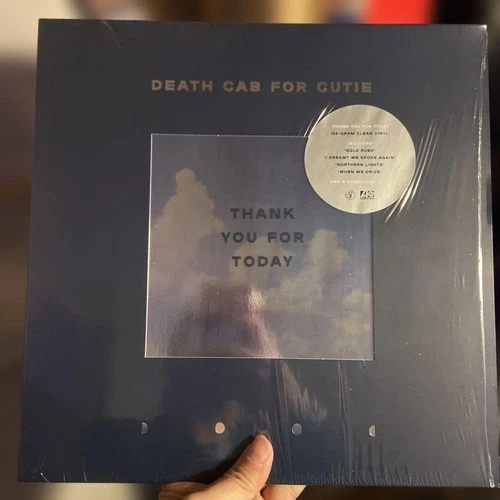 DEATH CAB FOR CUTIE
THANK YOU FOR TODAY
180-GRAM CLEAR VINYL
INCLUDES
"GOLD RUSH"
"I DREAMT WE SPOKE AGAIN"
"NORTHERN LIGHTS"
"WHEN WE DRIVE"
THANK
YOU FOR
TODAY